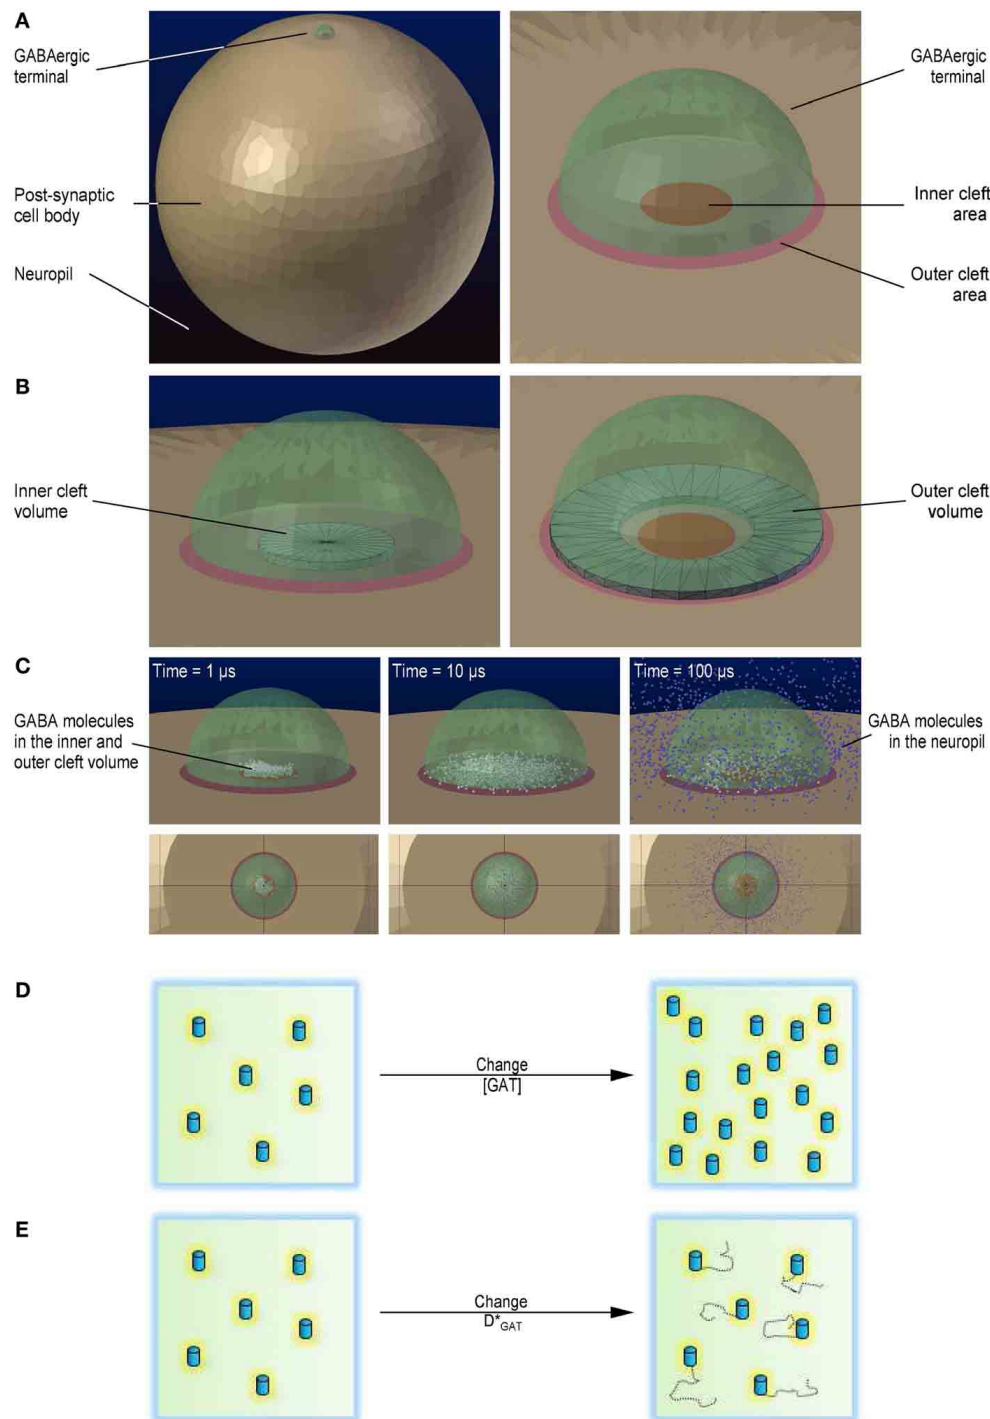 A
GABAergic
terminal
Post-synaptic
cell body
Neuropil
GABAergic
terminal
Inner cleft
area
Outer cleft
area
B
Inner cleft
volume
Outer cleft
volume
C
Time = 1 µs
Time = 10 µs
Time = 100 µs
GABA molecules
in the inner and
outer cleft volume
GABA molecules
in the neuropil
D
Change
[GAT]
E
Change
D*GAT